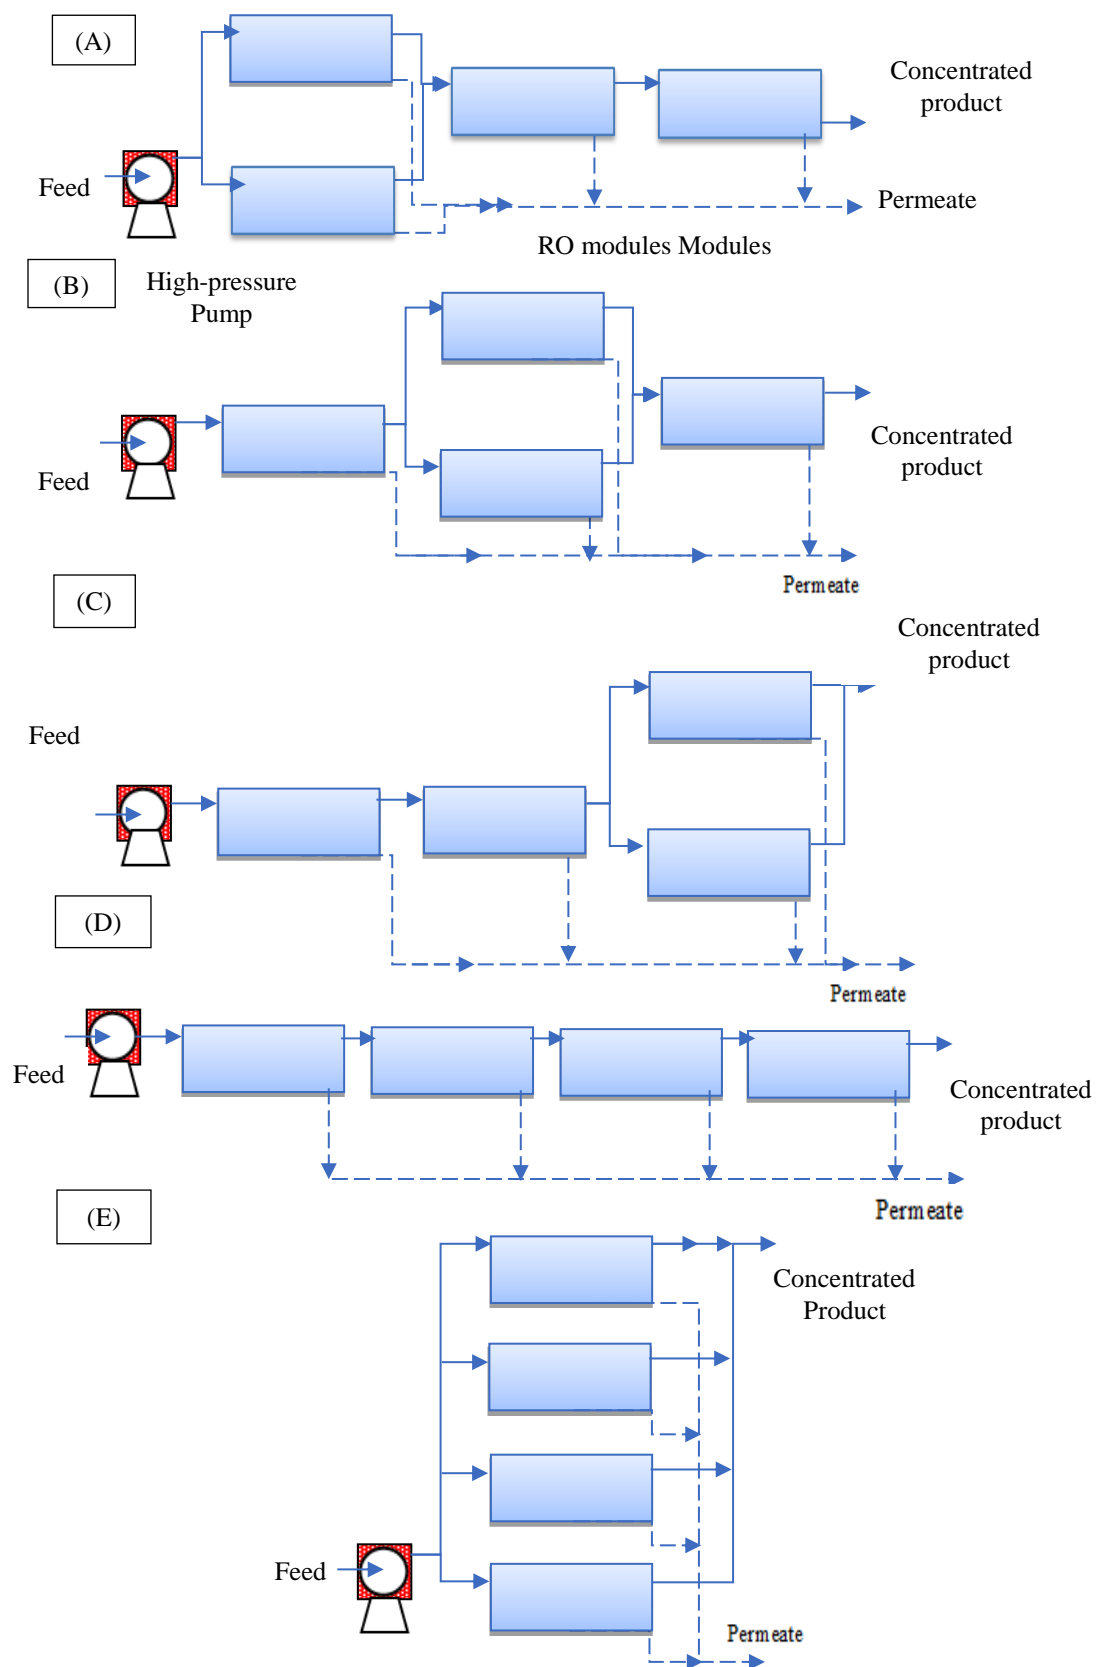 (A)
Concentrated
product
Feed
Permeate
RO modules Modules
(B)
High-pressure
Pump
Concentrated
product
Feed
Permeate
(C)
Concentrated
product
Feed
(D)
Permeate
Feed
Concentrated
product
(E)
Permeate
Concentrated
Product
Feed
Permeate